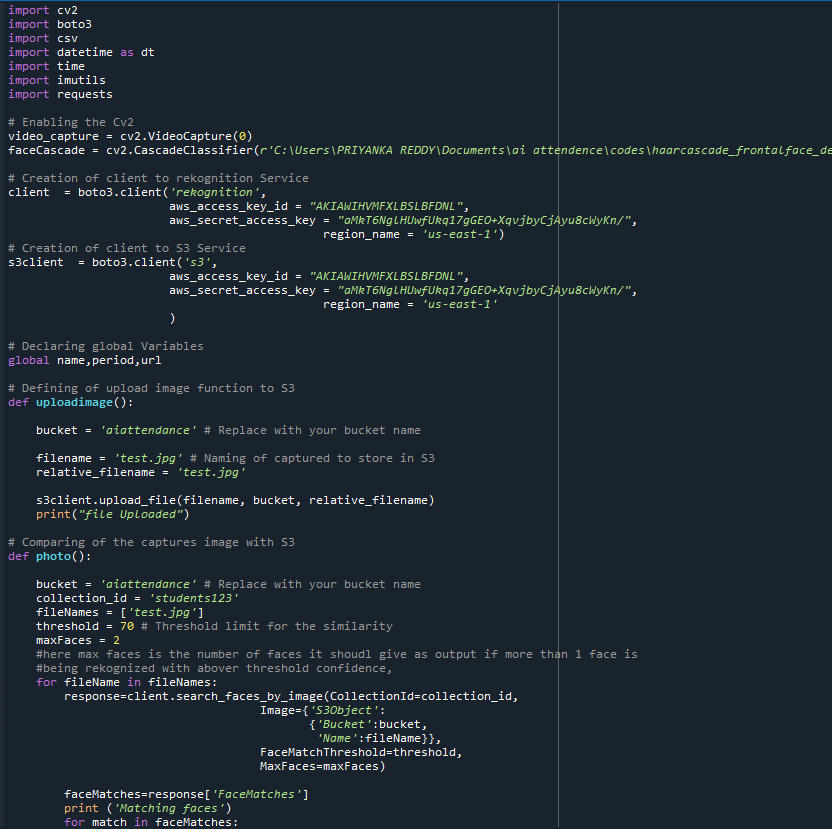 import cv2
import boto3
import csv
import datetime as dt
import time
import imutils
import requests
# Enabling the Cv2
video_capture = cv2.VideoCapture(0)
faceCascade = cv2.CascadeClassifier(r'C:\Users\PRIYANKA REDDY\Documents\ai attendence\codes\haarcascade_frontalface_de
# Creation of client to rekognition Service
client  = boto3.client('rekognition',
aws_access_key_id = "AKIAWIHVMFXLBSLBFDNL",
aws_secret_access_key = "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",
region_name = 'us-east-1')
# Creation of client to S3 Service
s3client  = boto3.client('s3',
aws_access_key_id = "AKIAWIHVMFXLBSLBFDNL",
aws_secret_access_key = "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",
region_name = 'us-east-1'
)
# Declaring global Variables
global name,period,url
# Defining of upload image function to S3
def uploadimage():
bucket = 'aiattendance' # Replace with your bucket name
filename = 'test.jpg' # Naming of captured to store in S3
relative_filename = 'test.jpg'
s3client.upload_file(filename, bucket, relative_filename)
print("file Uploaded")
# Comparing of the captures image with S3
def photo():
bucket = 'aiattendance' # Replace with your bucket name
collection_id = 'students123'
fileNames = ['test.jpg']
threshold = 70 # Threshold limit for the similarity
maxFaces = 2
#here max faces is the number of faces it shoudl give as output if more than 1 face is
#being rekognized with abover threshold confidence,
for fileName in fileNames:
response=client.search_faces_by_image(CollectionId=collection_id,
Image={'S3Object':
{'Bucket':bucket,
'Name':fileName}},
FaceMatchThreshold=threshold,
MaxFaces=maxFaces)
faceMatches=response['FaceMatches']
print ('Matching faces')
for match in faceMatches: